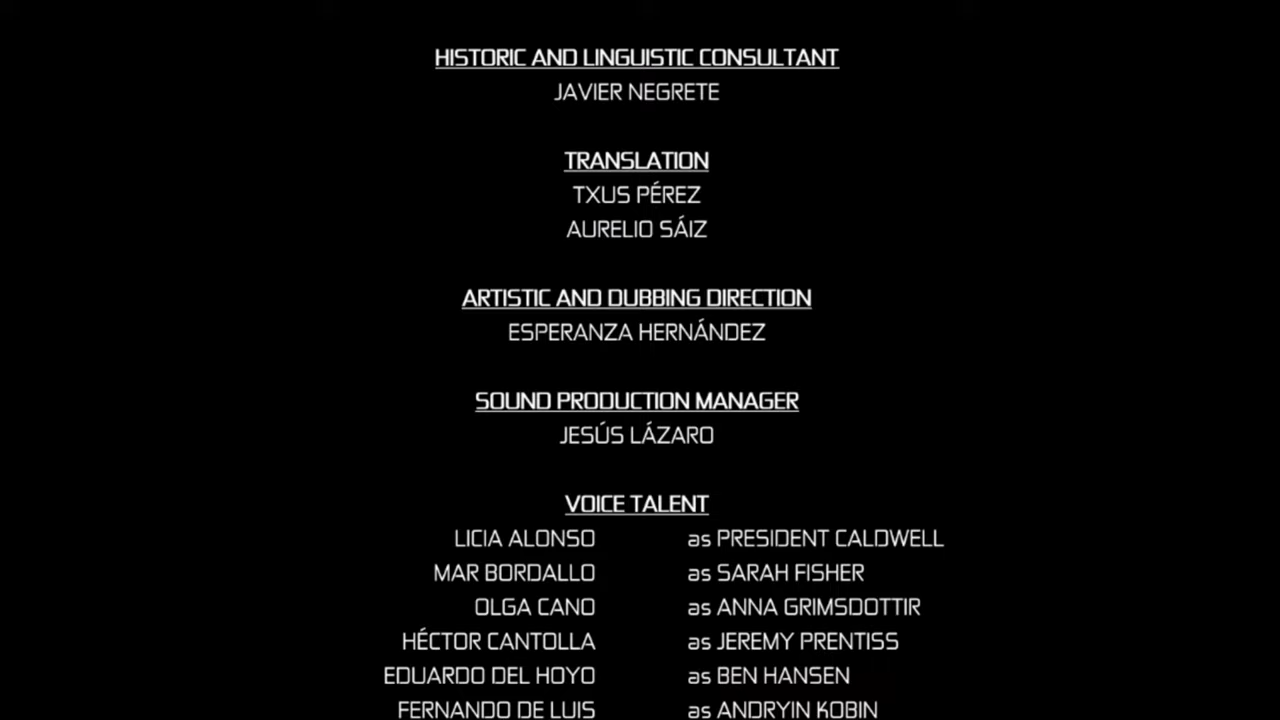 HISTORIC AND LINGUISTIC CONSULTANT
JAVIER NEGRETE
TRANSLATION
TXUS PÉREZ
AURELIO SÁIZ
ARTISTIC AND DUBBING DIRECTION
ESPERANZA HERNÁNDEZ
SOUND PRODUCTION MANAGER
JESÚS LÁZARO
VOICE TALENT
LICIA ALONSO as PRESIDENT CALDWELL
MAR BORDALLO as SARAH FISHER
OLGA CANO as ANNA GRIMSDOTTIR
HÉCTOR CANTOLLA as JEREMY PRENTISS
EDUARDO DEL HOYO as BEN HANSEN
FERNANDO DE LUIS as ANDRYIN KOBIN